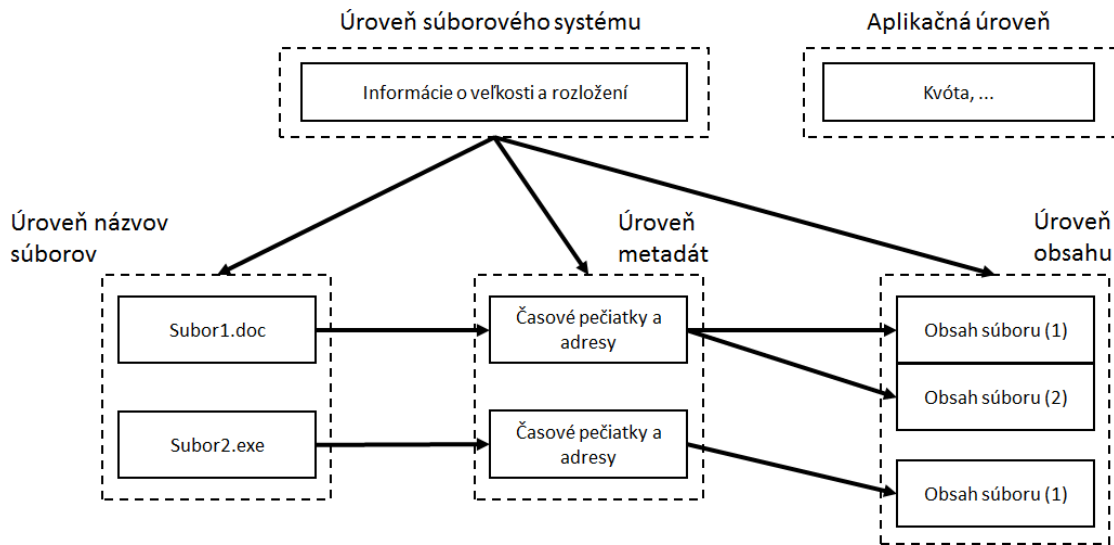 Úroveň súborového systému
Aplikačná úroveň
Informácie o veľkosti a rozložení
Kvóta, ...
Úroveň názvov
súborov
Úroveň
metadát
Úroveň
obsahu
Subor1.doc
Časové pečiatky a
adresy
Obsah súboru (1)
Obsah súboru (2)
Subor2.exe
Časové pečiatky a
adresy
Obsah súboru (1)